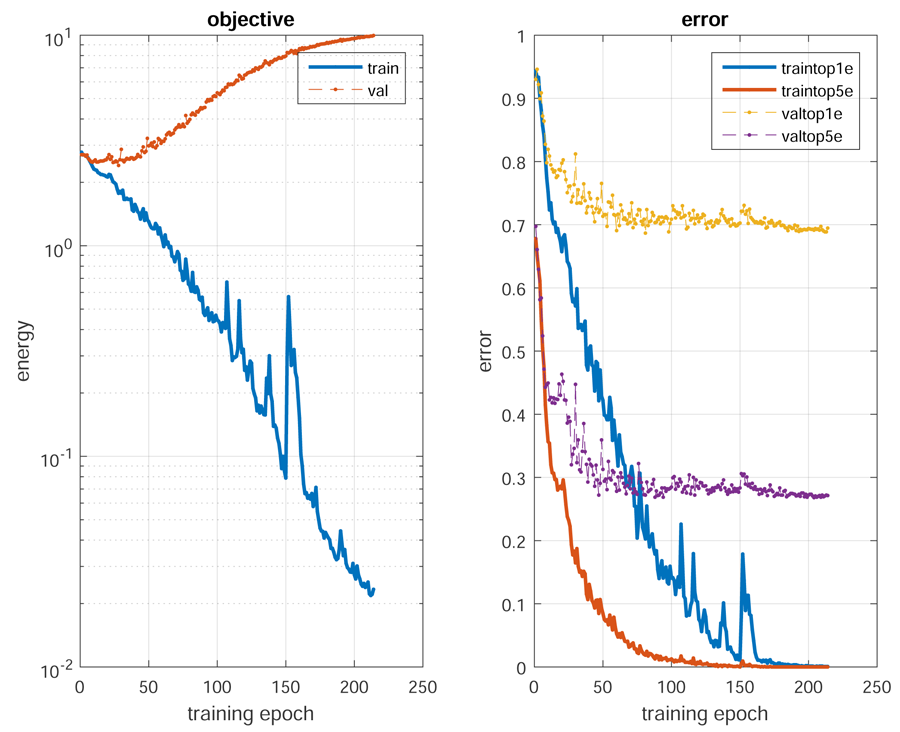 objective
error
10^1
10^0
10^-1
10^-2
energy
0
50
100
150
200
250
training epoch
train
val
1
0.9
0.8
0.7
0.6
0.5
0.4
0.3
0.2
0.1
0
error
0
50
100
150
200
250
training epoch
traintop1e
traintop5e
valtop1e
valtop5e